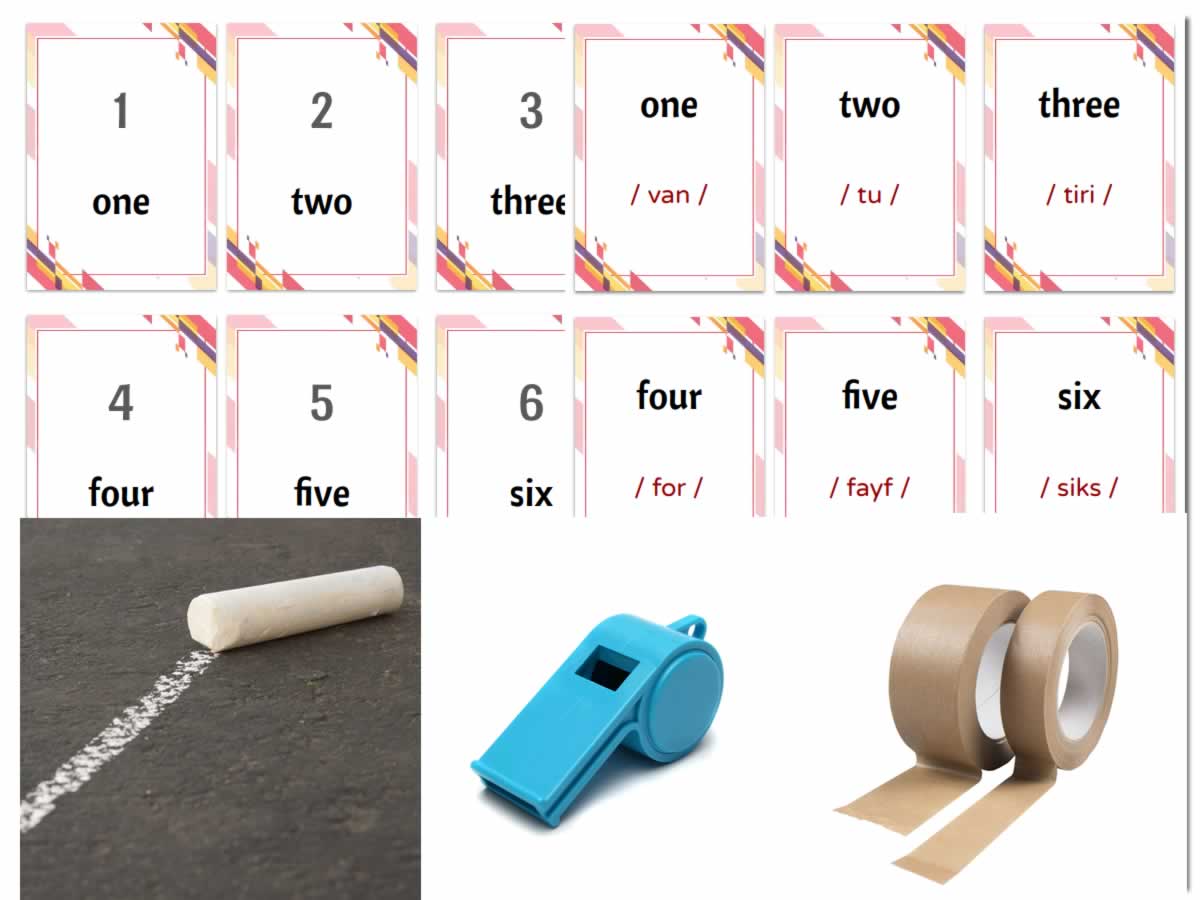 1
one
2
two
3
three
one
/ van /
two
/ tu /
three
/ tiri /
4
four
5
five
6
six
four
/ for /
five
/ fayf /
six
/ siks /